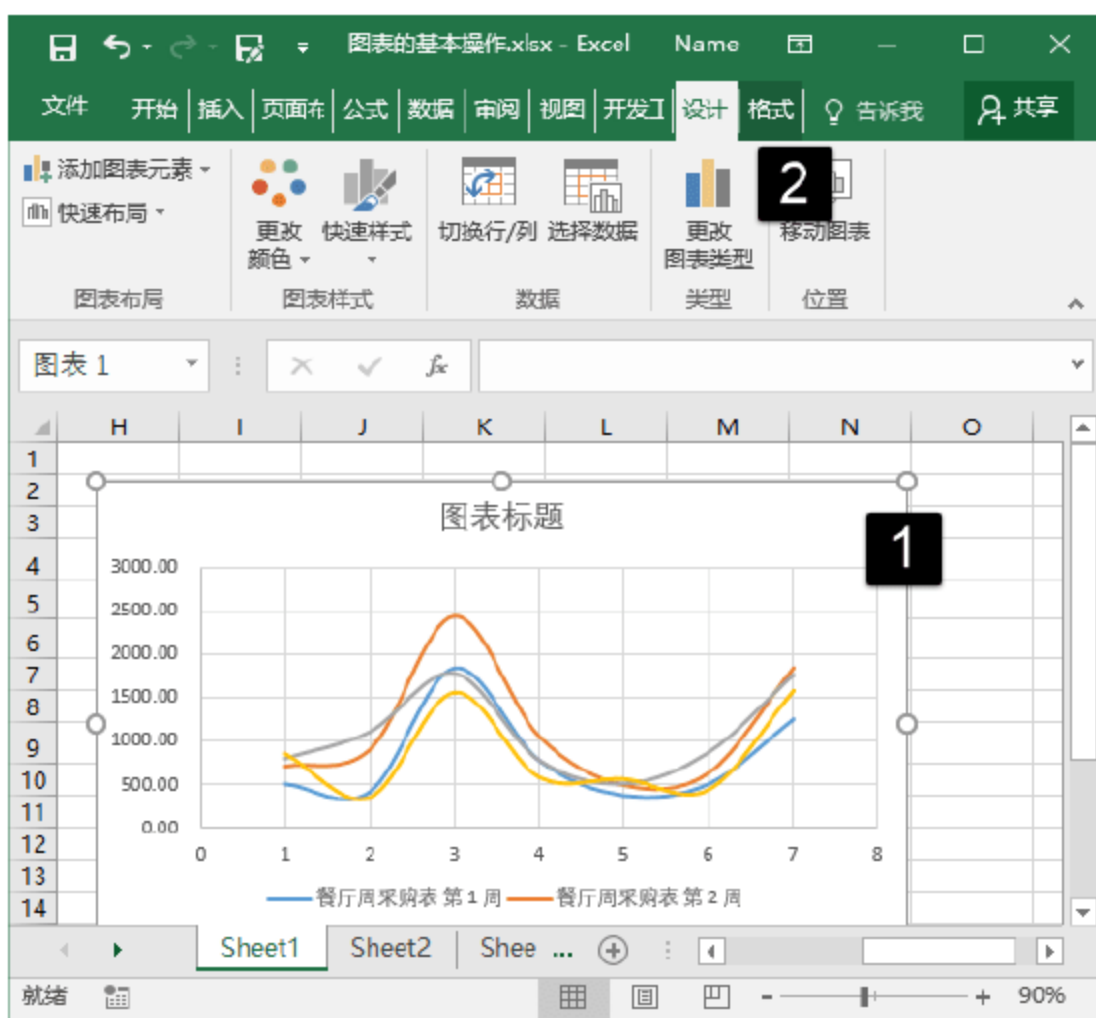 图表的基本操作.xlsx - Excel Name
文件 开始 插入 页面布 公式 数据 审阅 视图 开发工 设计 格式 告诉我 共享
添加图表元素
快速布局
更改 快速样式 切换行/列 选择数据 更改 移动图表
颜色 图表类型
图表布局 图表样式 数据 类型 位置
2
图表 1 fx
H I J K L M N O
1
2
3
4
5
6
7
8
9
10
11
12
13
14
图表标题
1
3000.00
2500.00
2000.00
1500.00
1000.00
500.00
0.00
0 1 2 3 4 5 6 7 8
餐厅周采购表 第 1 周 餐厅周采购表 第 2 周
Sheet1 Sheet2 Shee ...
就绪 90%